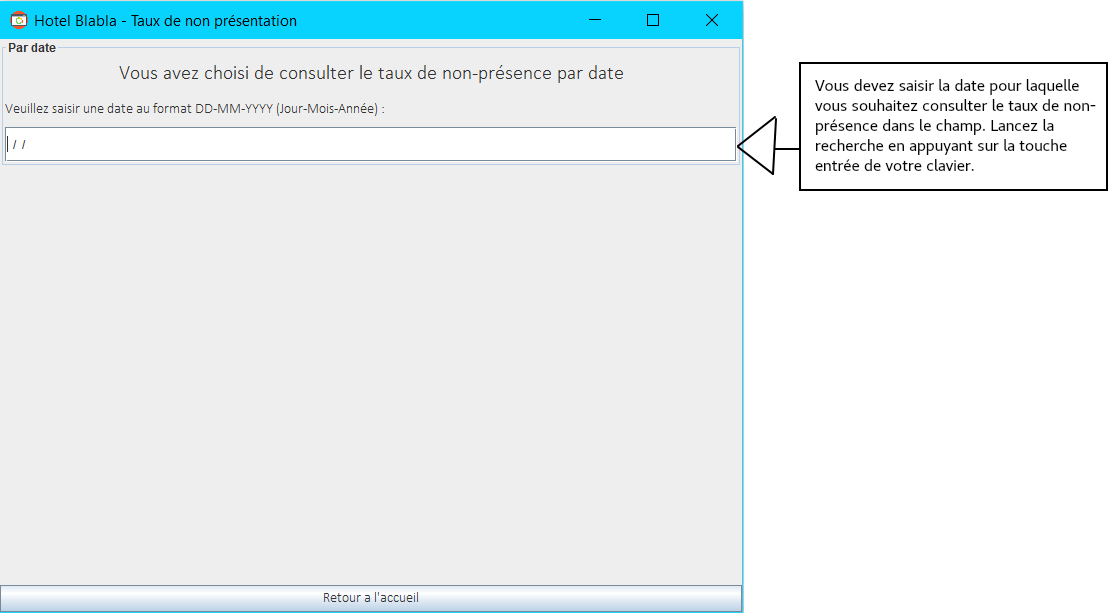 Hotel Blabla - Taux de non présentation
Par date
Vous avez choisi de consulter le taux de non-présence par date
Veuillez saisir une date au format DD-MM-YYYY (Jour-Mois-Année) :
/ /
Vous devez saisir la date pour laquelle
vous souhaitez consulter le taux de non-
présence dans le champ. Lancez la
recherche en appuyant sur la touche
entrée de votre clavier.
Retour a l'accueil